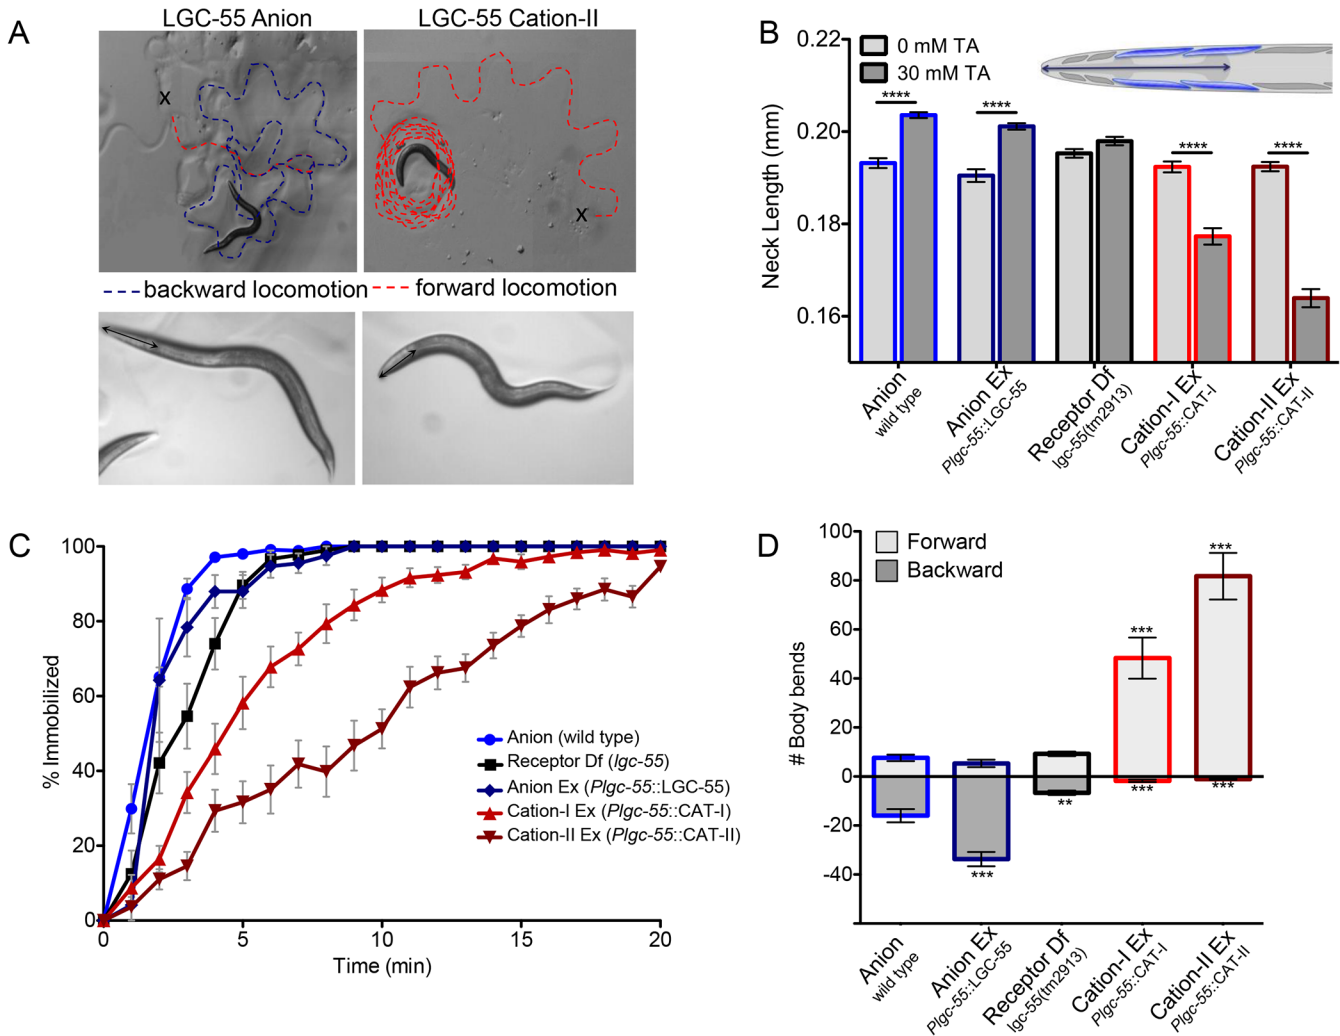 A
LGC-55 Anion
LGC-55 Cation-II
x
x
backward locomotion
forward locomotion
B
0.22
0.20
0.18
0.16
Neck Length (mm)
0 mM TA
30 mM TA
****
****
****
****
Anion
wild type
Anion Ex
Plgc-55::LGC-55
Receptor Df
lgc-55(tm2913)
Cation-I Ex
Plgc-55::CAT-I
Cation-II Ex
Plgc-55::CAT-II
C
100
80
60
40
20
0
% Immobilized
0
5
10
15
20
Time (min)
Anion (wild type)
Receptor Df (lgc-55)
Anion Ex (Plgc-55::LGC-55)
Cation-I Ex (Plgc-55::CAT-I)
Cation-II Ex (Plgc-55::CAT-II)
D
100
80
60
40
20
0
-20
-40
# Body bends
Forward
Backward
***
**
***
***
***
***
Anion
wild type
Anion Ex
Plgc-55::LGC-55
Receptor Df
lgc-55(tm2913)
Cation-I Ex
Plgc-55::CAT-I
Cation-II Ex
Plgc-55::CAT-II